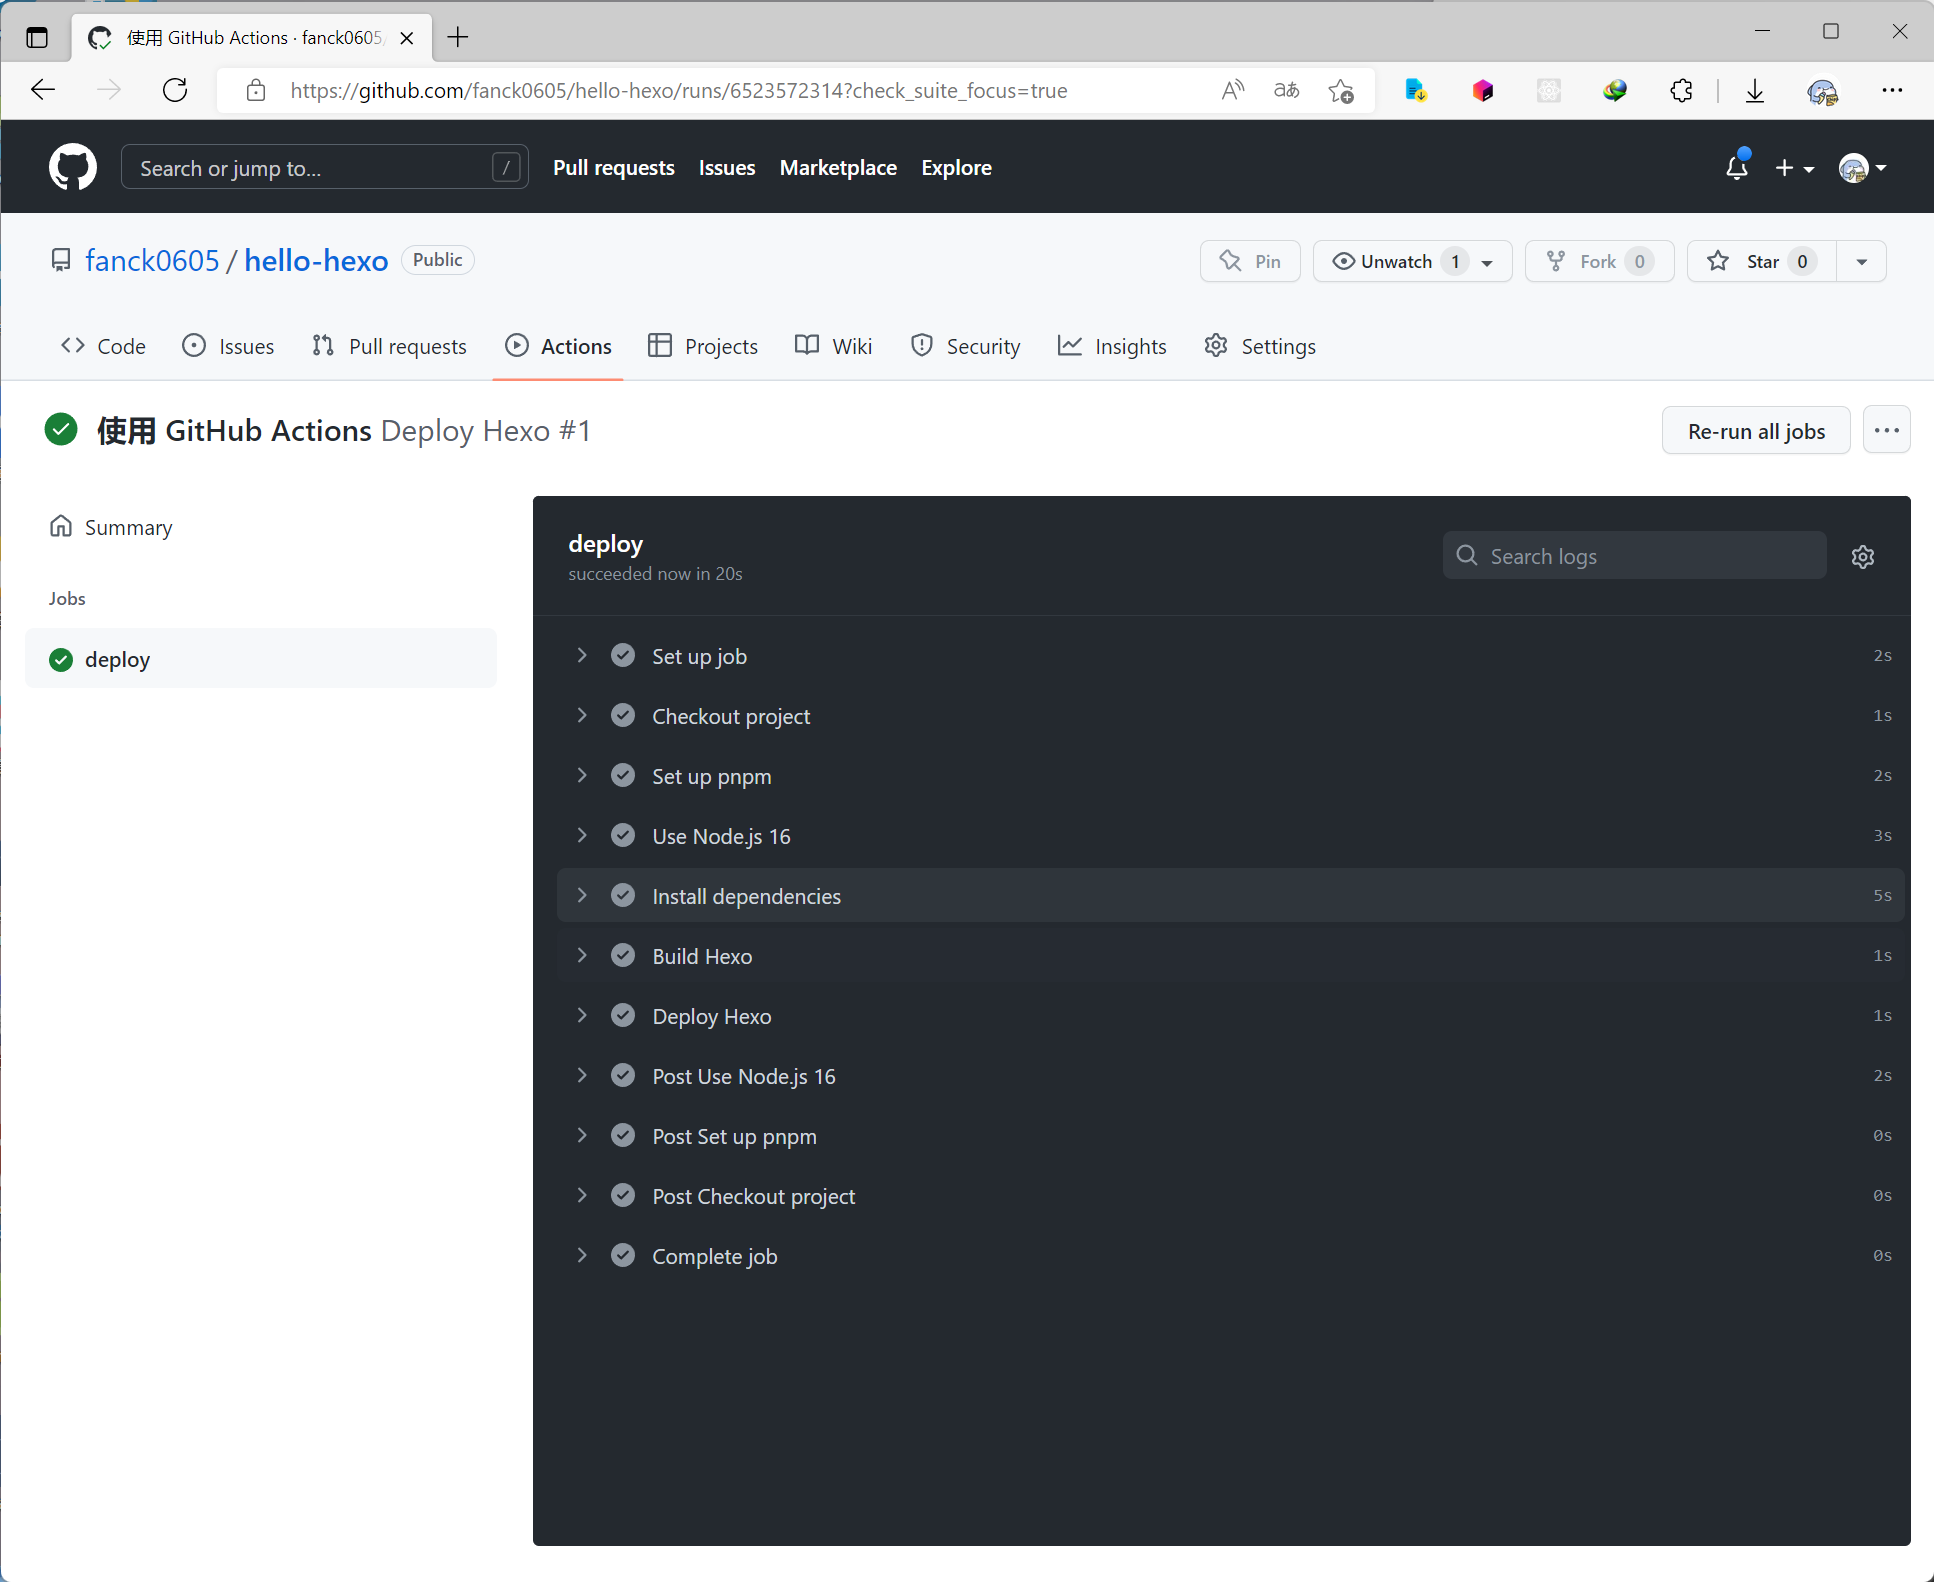 使用 GitHub Actions · fanck0605/
https://github.com/fanck0605/hello-hexo/runs/6523572314?check_suite_focus=true
A
aあ
Search or jump to...
/
Pull requests
Issues
Marketplace
Explore
fanck0605 / hello-hexo
Public
Pin
Unwatch 1
Fork 0
Star 0
Code
Issues
Pull requests
Actions
Projects
Wiki
Security
Insights
Settings
使用 GitHub Actions Deploy Hexo #1
Re-run all jobs
Summary
Jobs
deploy
deploy
succeeded now in 20s
Search logs
Set up job 2s
Checkout project 1s
Set up pnpm 2s
Use Node.js 16 3s
Install dependencies 5s
Build Hexo 1s
Deploy Hexo 1s
Post Use Node.js 16 2s
Post Set up pnpm 0s
Post Checkout project 0s
Complete job 0s